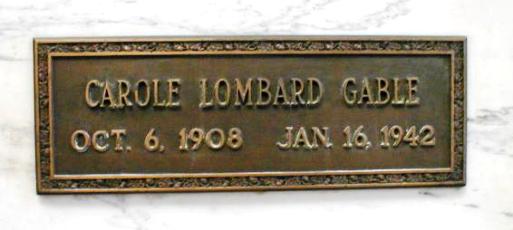 CAROLE LOMBARD GABLE
OCT. 6, 1908 JAN. 16, 1942